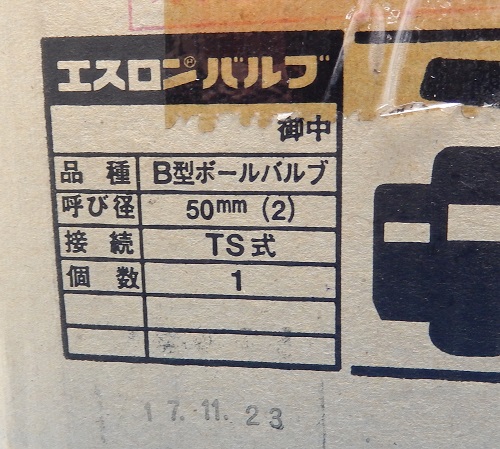 エスロン®バルブ
御中
品種 B型ボールバルブ
呼び径 50mm (2)
接続 TS式
個数 1
17.11.23